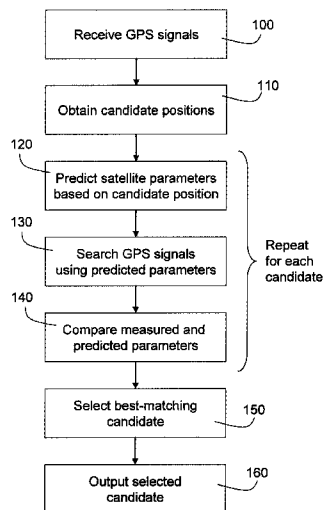 Receive GPS signals
100
Obtain candidate positions
110
120
Predict satellite parameters
based on candidate position
130
Search GPS signals
using predicted parameters
140
Compare measured and
predicted parameters
Repeat
for each
candidate
Select best-matching
candidate
150
Output selected
candidate
160